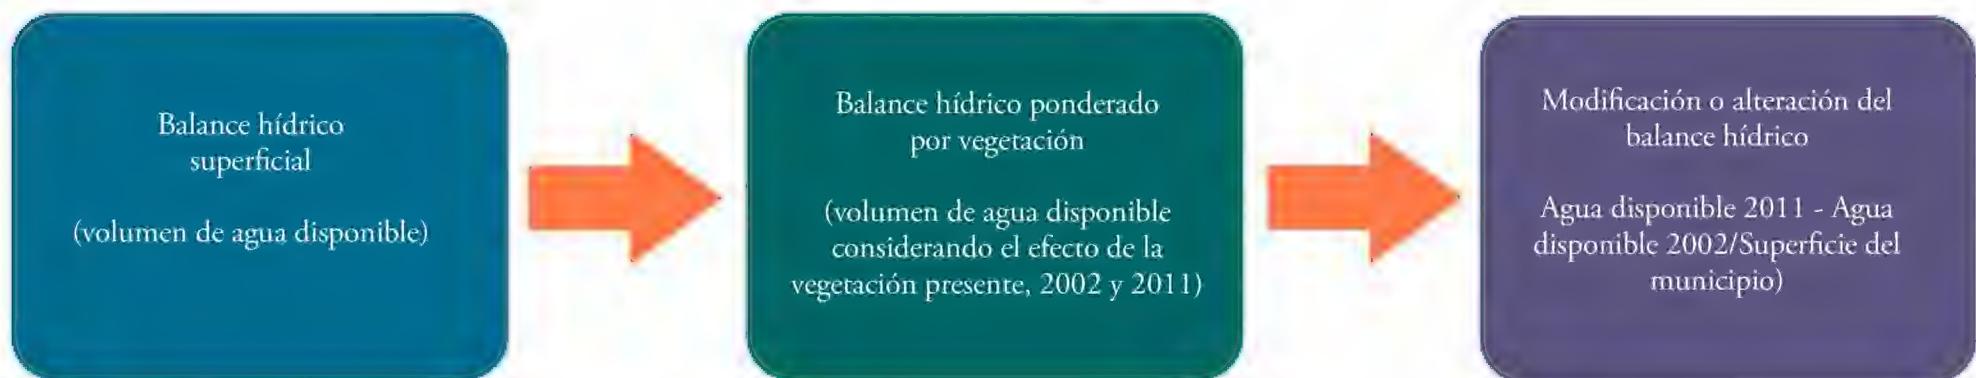 Balance hídrico
superficial
(volumen de agua disponible)
Balance hídrico ponderado
por vegetación
(volumen de agua disponible
considerando el efecto de la
vegetación presente, 2002 y 2011)
Modificación o alteración del
balance hídrico
Agua disponible 2011 - Agua
disponible 2002/Superficie del
municipio)